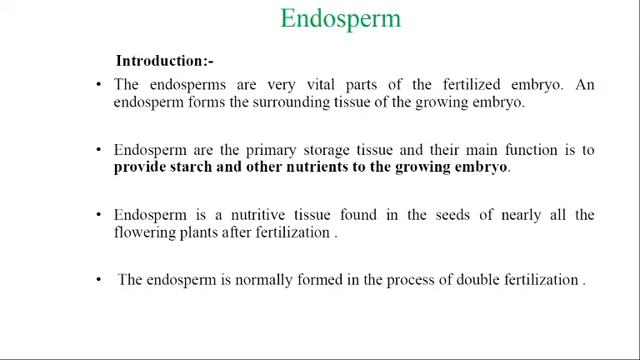 Endosperm
Introduction:-
• The endosperms are very vital parts of the fertilized embryo. An
endosperm forms the surrounding tissue of the growing embryo.
• Endosperm are the primary storage tissue and their main function is to
provide starch and other nutrients to the growing embryo.
• Endosperm is a nutritive tissue found in the seeds of nearly all the
flowering plants after fertilization .
• The endosperm is normally formed in the process of double fertilization .